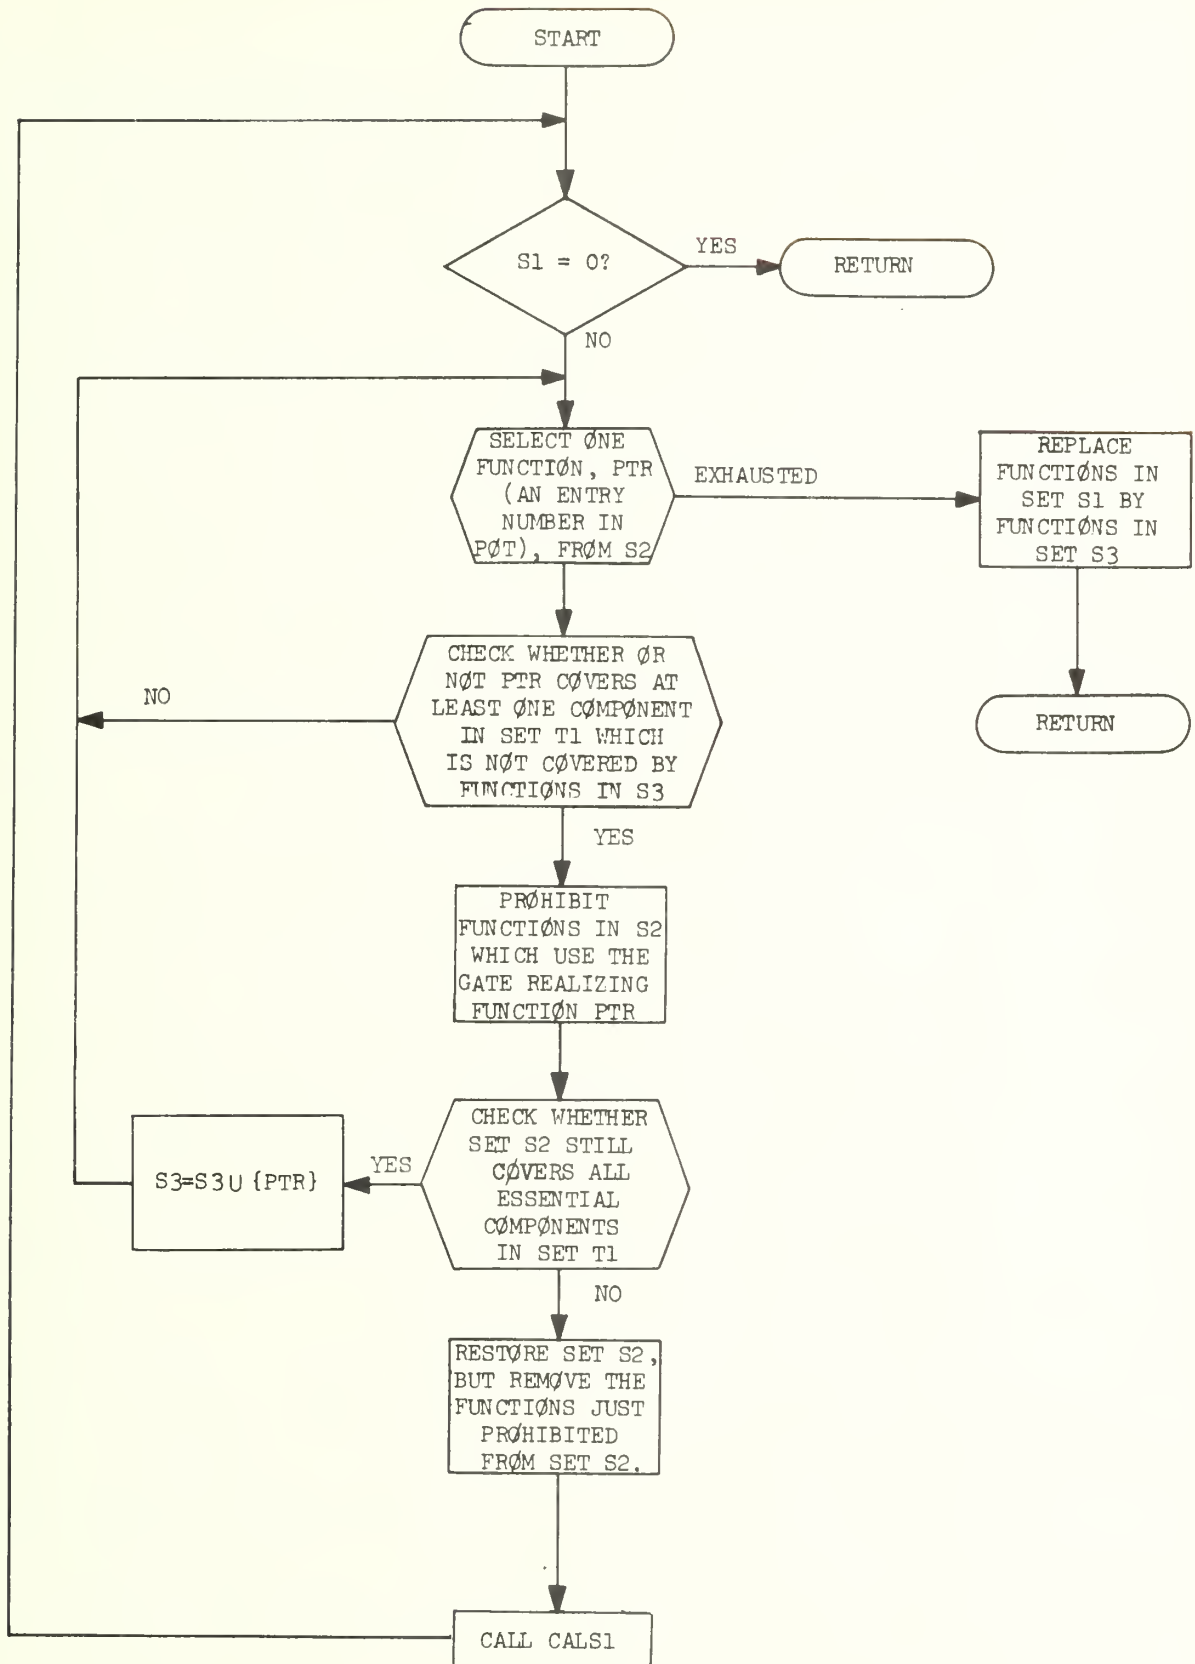 START
S1 = 0?
YES
RETURN
NO
SELECT ØNE
FUNCTIØN, PTR
(AN ENTRY
NUMBER IN
PØT), FRØM S2
EXHAUSTED
REPLACE
FUNCTIØNS IN
SET S1 BY
FUNCTIØNS IN
SET S3
RETURN
CHECK WHETHER ØR
NØT PTR CØVERS AT
LEAST ØNE CØMPØNENT
IN SET T1 WHICH
IS NØT CØVERED BY
FUNCTIØNS IN S3
NO
YES
PRØHIBIT
FUNCTIØNS IN S2
WHICH USE THE
GATE REALIZING
FUNCTIØN PTR
CHECK WHETHER
SET S2 STILL
CØVERS ALL
ESSENTIAL
CØMPØNENTS
IN SET T1
YES
S3=S3∪{PTR}
NO
RESTØRE SET S2,
BUT REMØVE THE
FUNCTIØNS JUST
PRØHIBITED
FRØM SET S2.
CALL CALS1